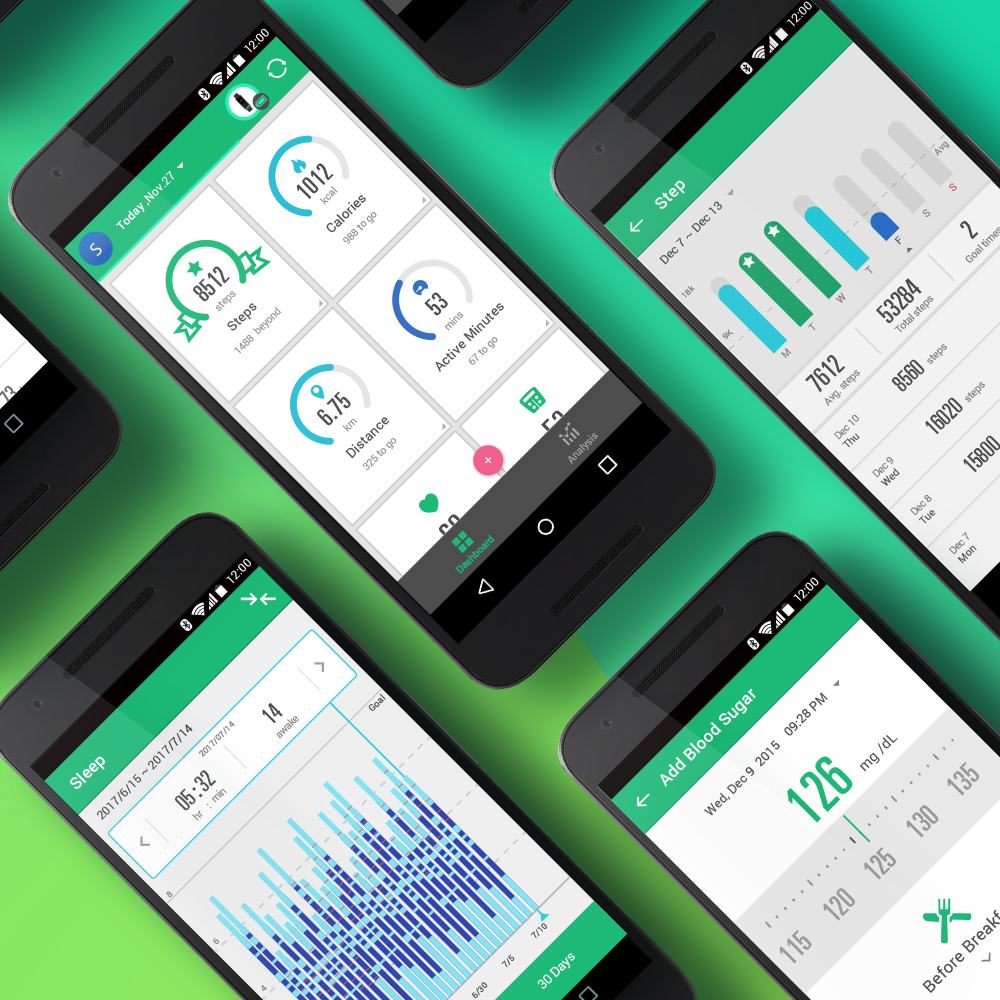 12:00
Today ,Nov.27
S
8512
steps
Steps
1488 beyond
1012
kcal
Calories
988 to go
6.75
km
Distance
325 to go
53
mins
Active Minutes
67 to go
+
Dashboard
Analysis
12:00
Step
Dec 7 ~ Dec 13
18k
9K
Avg
M
T
W
T
F
S
S
7612
Avg. steps
53284
Total steps
2
Goal times
Dec 10
Thu
8560 steps
Dec 9
Wed
16020 steps
Dec 8
Tue
15800
Dec 7
Mon
12:00
Sleep
2017/6/15 ~ 2017/7/14
2017/07/14
05:32
hr : min
14
awake
Goal
8
6
4
6/30
7/5
7/10
30 Days
12:00
Add Blood Sugar
Wed, Dec 9 2015 09:28 PM
126 mg /dL
115
120
125
130
135